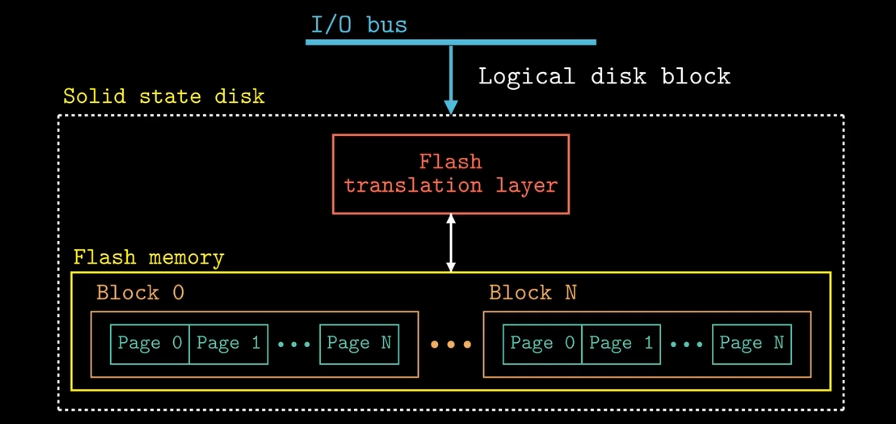 I/O bus
Logical disk block
Solid state disk
Flash
translation layer
Flash memory
Block 0
Block N
Page 0 Page 1 ... Page N
...
Page 0 Page 1 ... Page N